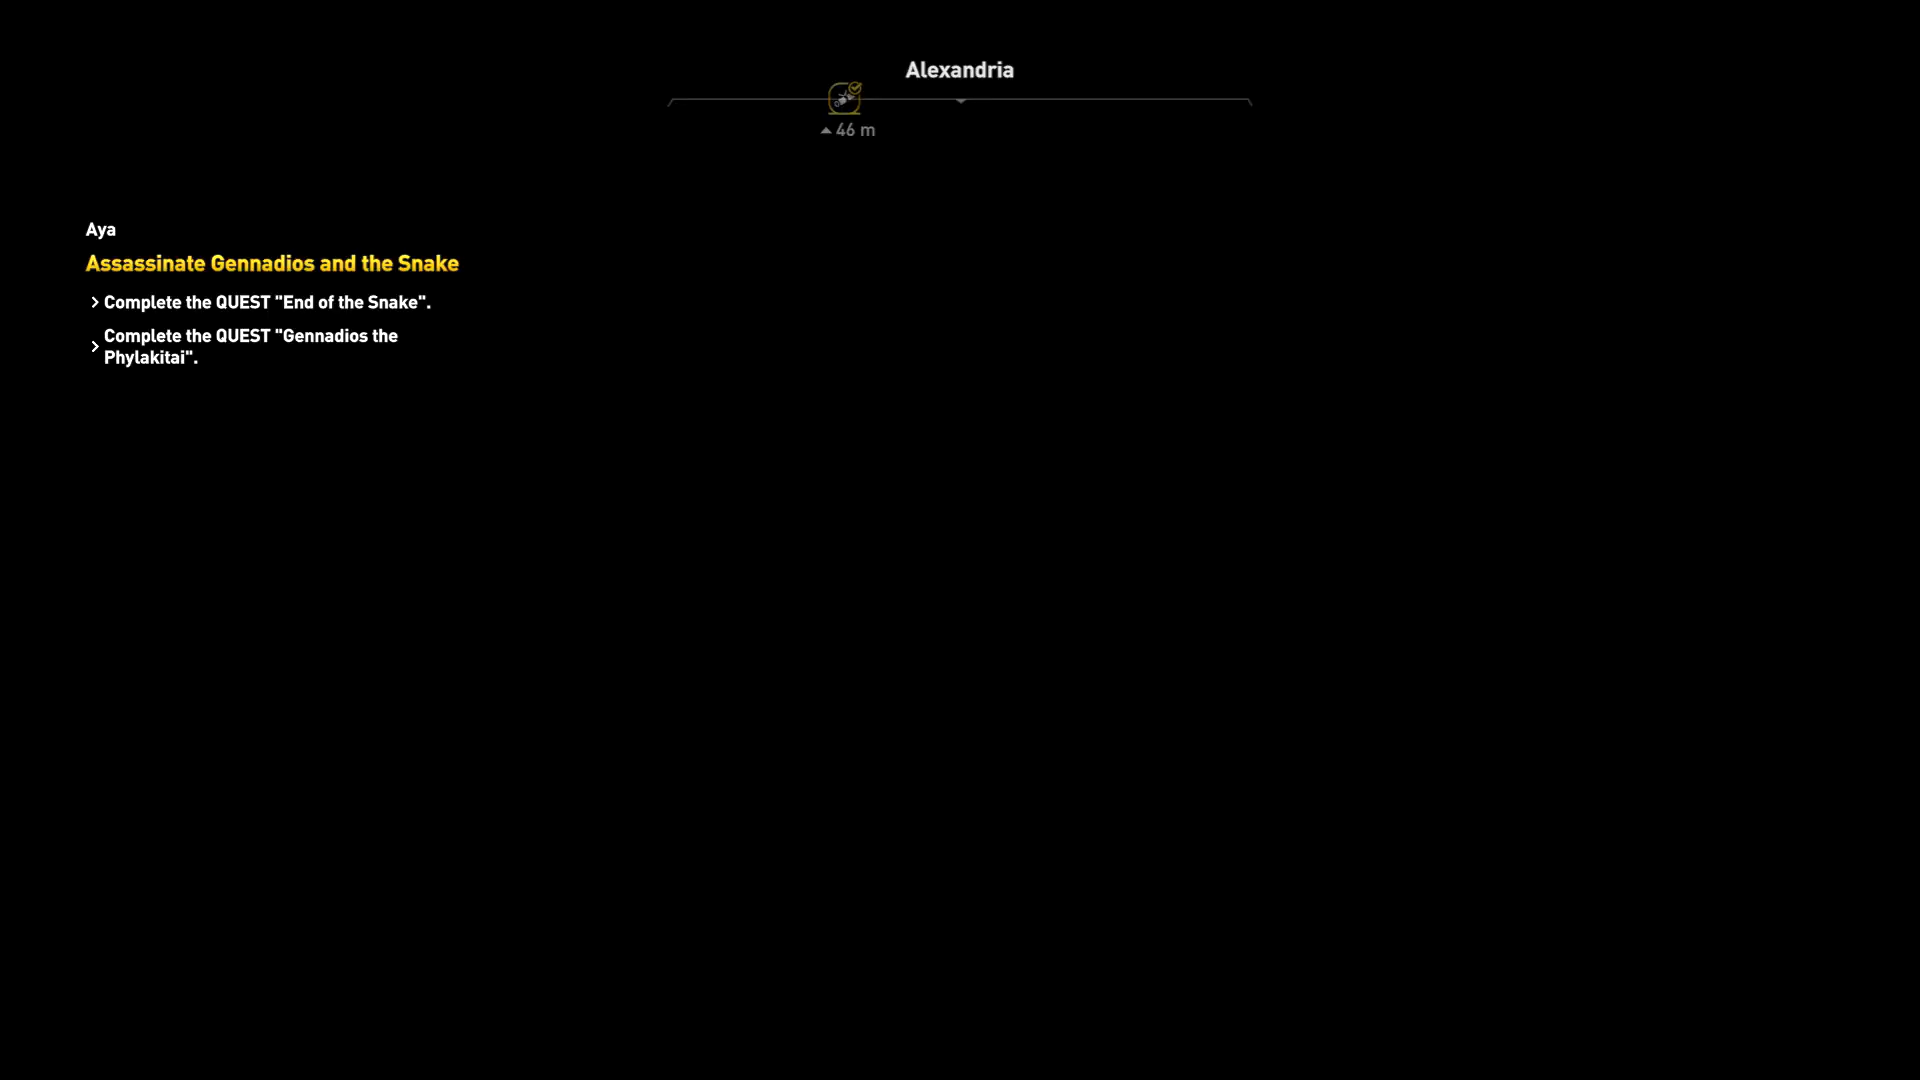 Alexandria
46 m
Aya
Assassinate Gennadios and the Snake
Complete the QUEST "End of the Snake".
Complete the QUEST "Gennadios the
Phylakitai".